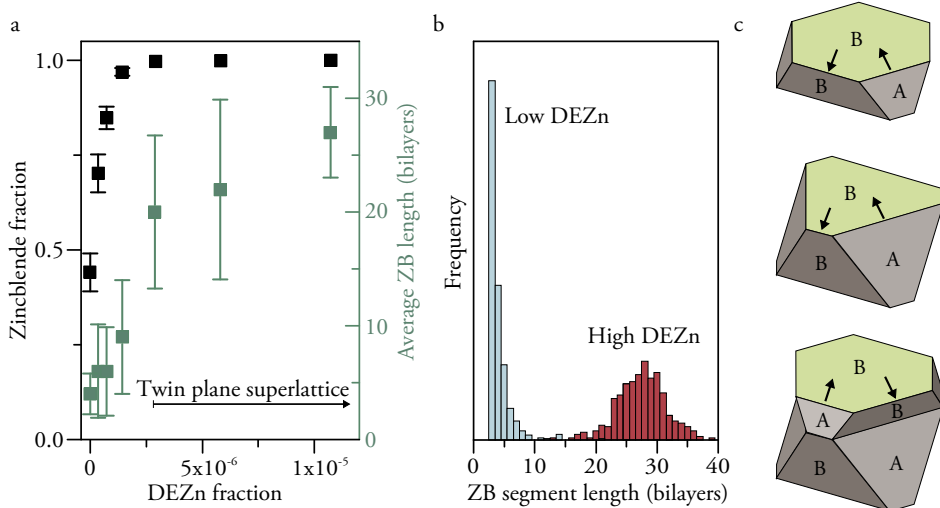 a
Zincblende fraction
1.0
0.5
0.0
Average ZB length (bilayers)
30
20
10
0
Twin plane superlattice
0
5x10⁻⁶
1x10⁻⁵
DEZn fraction
b
Frequency
Low DEZn
High DEZn
0
10
20
30
40
ZB segment length (bilayers)
c
B
B
A
B
B
A
B
A
B
B
A